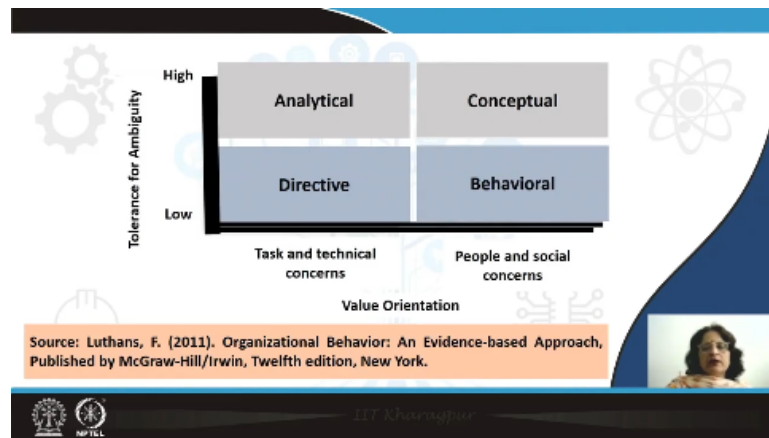 High
Analytical
Conceptual
Tolerance for Ambiguity
Directive
Behavioral
Low
Task and technical
concerns
People and social
concerns
Value Orientation
Source: Luthans, F. (2011). Organizational Behavior: An Evidence-based Approach,
Published by McGraw-Hill/Irwin, Twelfth edition, New York.
IIT Kharagpur
NPTEL